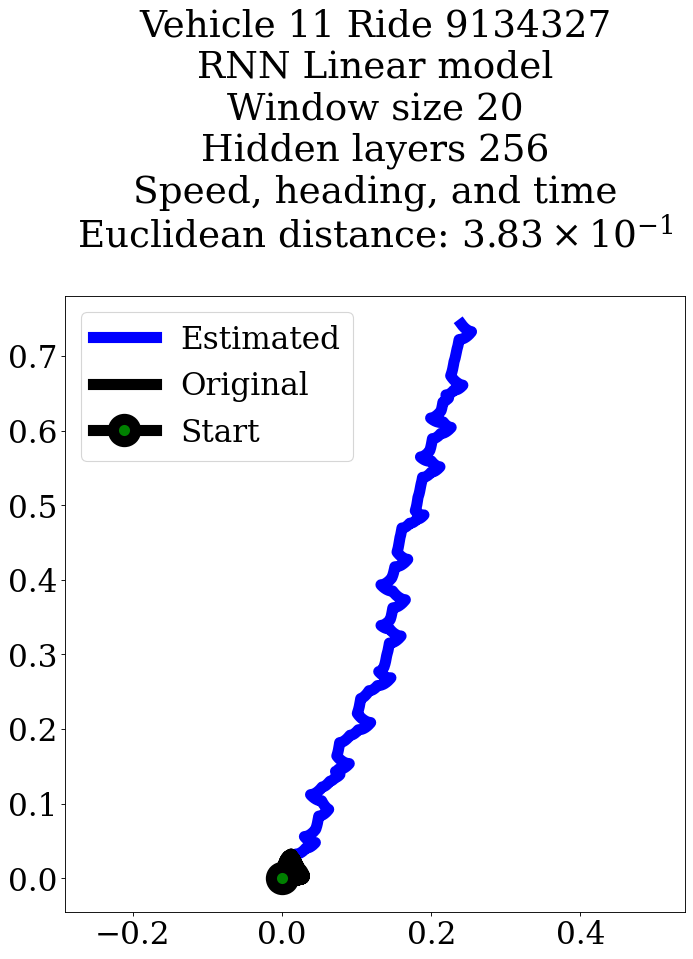 Vehicle 11 Ride 9134327
RNN Linear model
Window size 20
Hidden layers 256
Speed, heading, and time
Euclidean distance: 3.83 × 10⁻¹
Estimated
Original
Start
0.7
0.6
0.5
0.4
0.3
0.2
0.1
0.0
−0.2 0.0 0.2 0.4